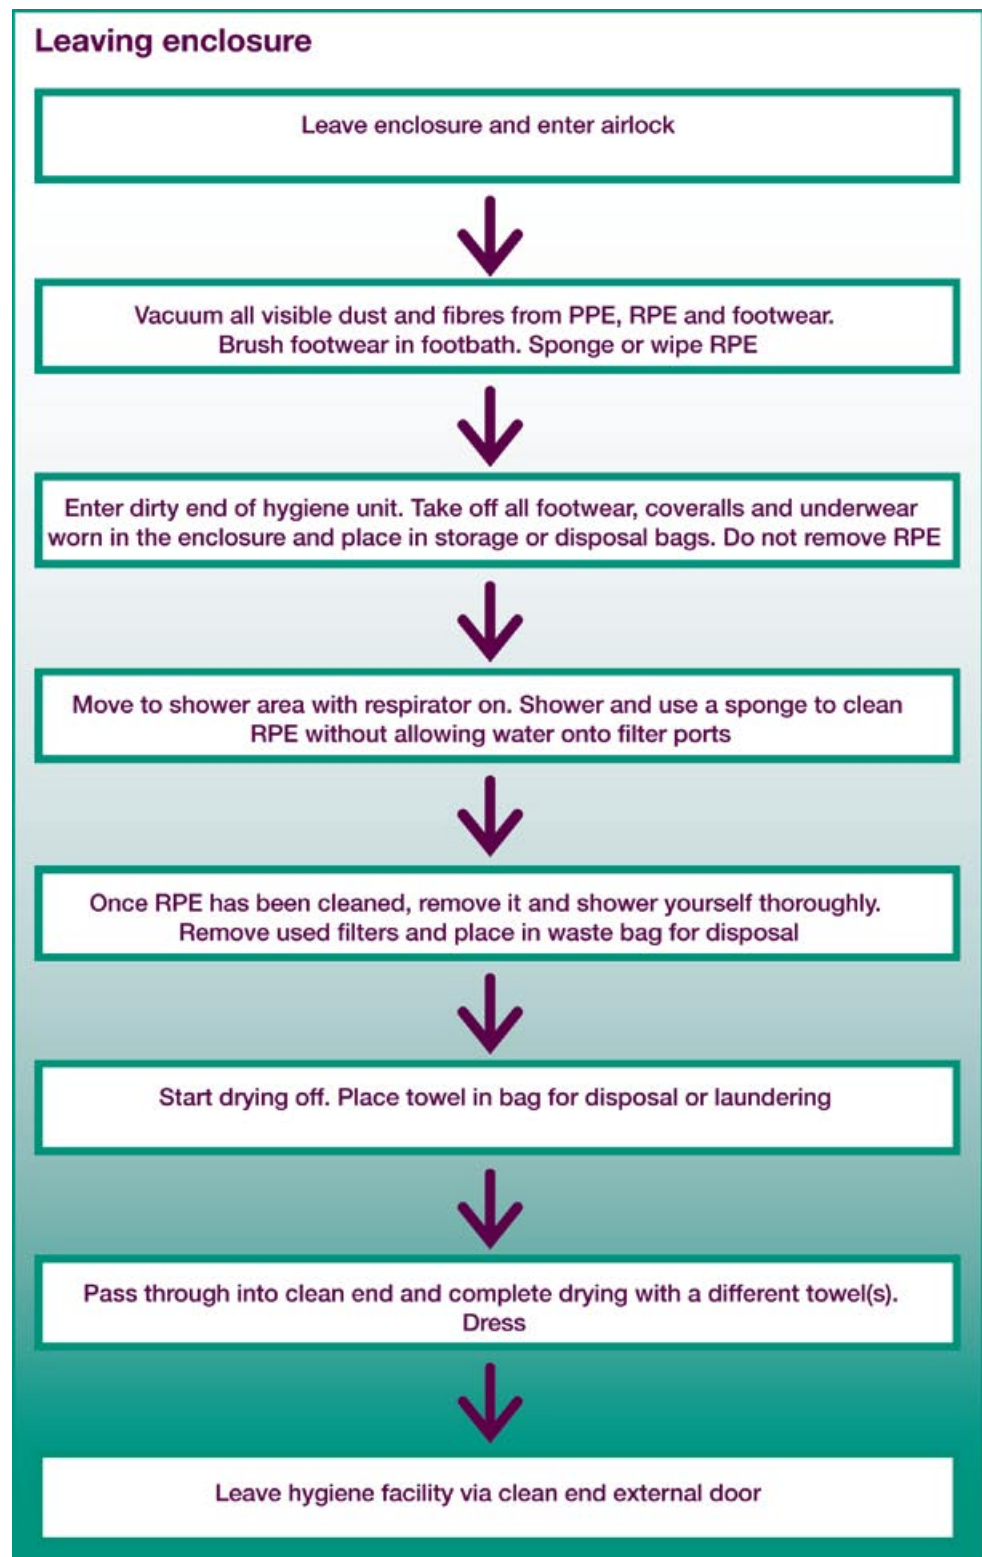 Leaving enclosure
Leave enclosure and enter airlock
Vacuum all visible dust and fibres from PPE, RPE and footwear.
Brush footwear in footbath. Sponge or wipe RPE
Enter dirty end of hygiene unit. Take off all footwear, coveralls and underwear
worn in the enclosure and place in storage or disposal bags. Do not remove RPE
Move to shower area with respirator on. Shower and use a sponge to clean
RPE without allowing water onto filter ports
Once RPE has been cleaned, remove it and shower yourself thoroughly.
Remove used filters and place in waste bag for disposal
Start drying off. Place towel in bag for disposal or laundering
Pass through into clean end and complete drying with a different towel(s).
Dress
Leave hygiene facility via clean end external door